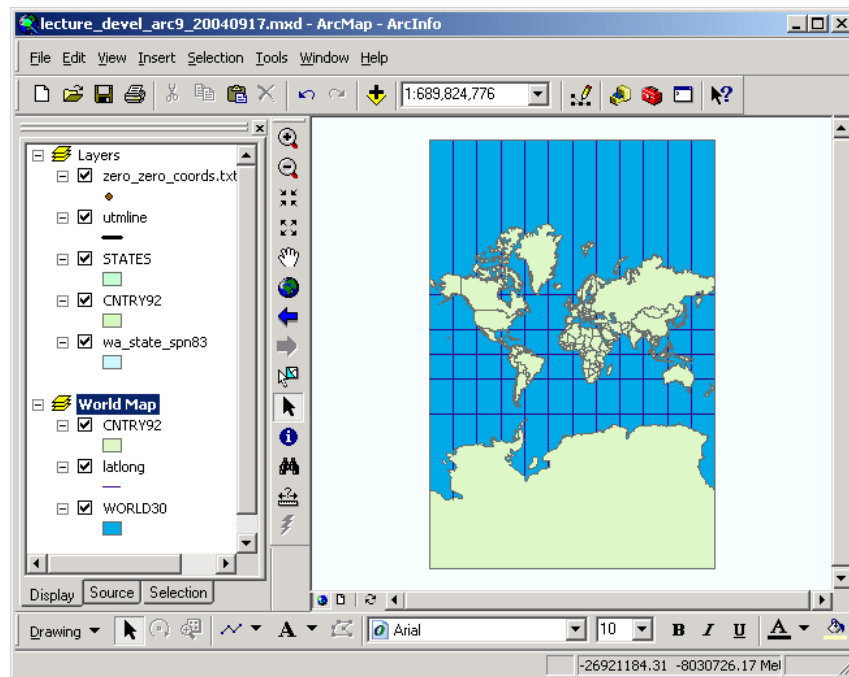 lecture_devel_arc9_20040917.mxd - ArcMap - ArcInfo
File Edit View Insert Selection Tools Window Help
1:689,824,776
Layers
zero_zero_coords.txt
utmline
STATES
CNTRY92
wa_state_spn83
World Map
CNTRY92
latlong
WORLD30
Display Source Selection
Drawing A Arial 10 B I U A
-26921184.31 -8030726.17 Me